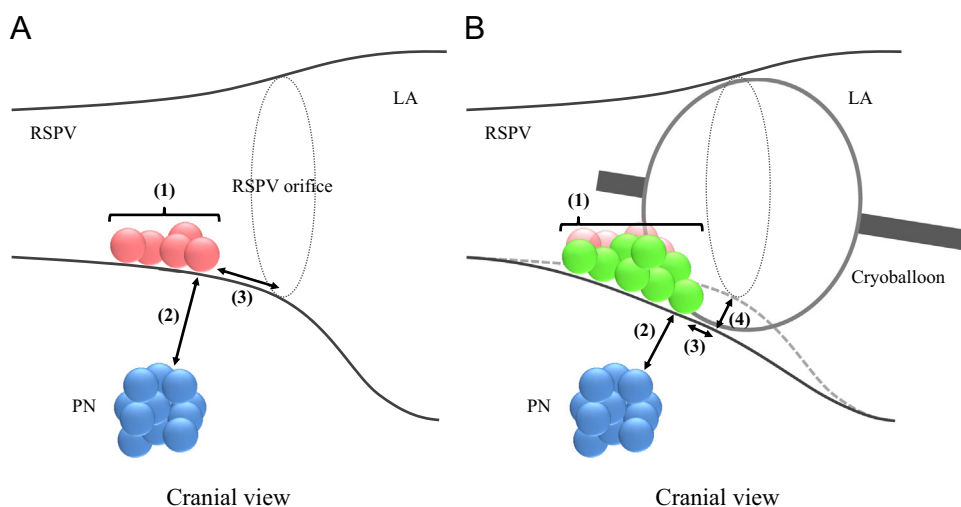 A
RSPV
LA
RSPV orifice
(1)
(3)
(2)
PN
Cranial view
B
RSPV
LA
(1)
Cryoballoon
(4)
(2)
(3)
PN
Cranial view